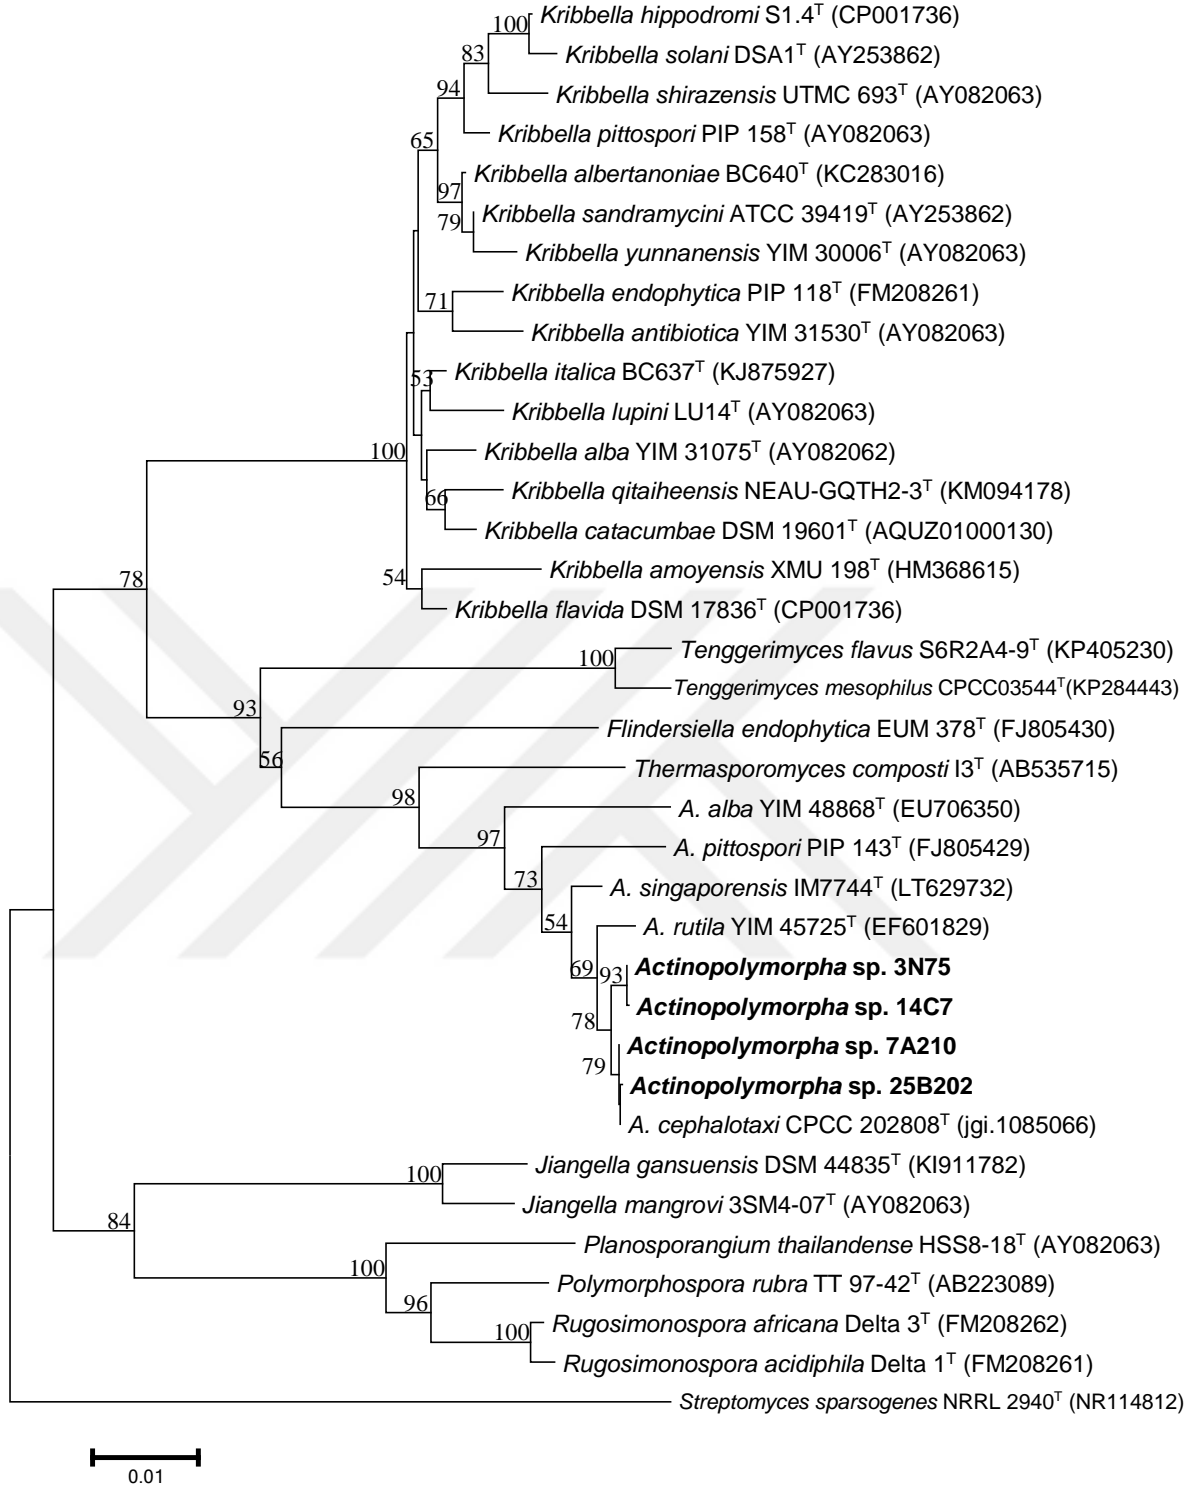 100
Kribbella hippodromi S1.4ᵀ (CP001736)
Kribbella solani DSA1ᵀ (AY253862)
83
Kribbella shirazensis UTMC 693ᵀ (AY082063)
94
Kribbella pittospori PIP 158ᵀ (AY082063)
65
Kribbella albertanoniae BC640ᵀ (KC283016)
97
Kribbella sandramycini ATCC 39419ᵀ (AY253862)
79
Kribbella yunnanensis YIM 30006ᵀ (AY082063)
Kribbella endophytica PIP 118ᵀ (FM208261)
71
Kribbella antibiotica YIM 31530ᵀ (AY082063)
Kribbella italica BC637ᵀ (KJ875927)
53
Kribbella lupini LU14ᵀ (AY082063)
100
Kribbella alba YIM 31075ᵀ (AY082062)
Kribbella qitaiheensis NEAU-GQTH2-3ᵀ (KM094178)
66
Kribbella catacumbae DSM 19601ᵀ (AQUZ01000130)
Kribbella amoyensis XMU 198ᵀ (HM368615)
54
78
Kribbella flavida DSM 17836ᵀ (CP001736)
Tenggerimyces flavus S6R2A4-9ᵀ (KP405230)
100
Tenggerimyces mesophilus CPCC03544ᵀ(KP284443)
93
Flindersiella endophytica EUM 378ᵀ (FJ805430)
56
Thermasporomyces composti I3ᵀ (AB535715)
98
A. alba YIM 48868ᵀ (EU706350)
97
A. pittospori PIP 143ᵀ (FJ805429)
73
A. singaporensis IM7744ᵀ (LT629732)
54
A. rutila YIM 45725ᵀ (EF601829)
69
93
Actinopolymorpha sp. 3N75
Actinopolymorpha sp. 14C7
78
Actinopolymorpha sp. 7A210
79
Actinopolymorpha sp. 25B202
A. cephalotaxi CPCC 202808ᵀ (jgi.1085066)
Jiangella gansuensis DSM 44835ᵀ (KI911782)
100
Jiangella mangrovi 3SM4-07ᵀ (AY082063)
84
Planosporangium thailandense HSS8-18ᵀ (AY082063)
100
Polymorphospora rubra TT 97-42ᵀ (AB223089)
96
Rugosimonospora africana Delta 3ᵀ (FM208262)
100
Rugosimonospora acidiphila Delta 1ᵀ (FM208261)
Streptomyces sparsogenes NRRL 2940ᵀ (NR114812)
0.01